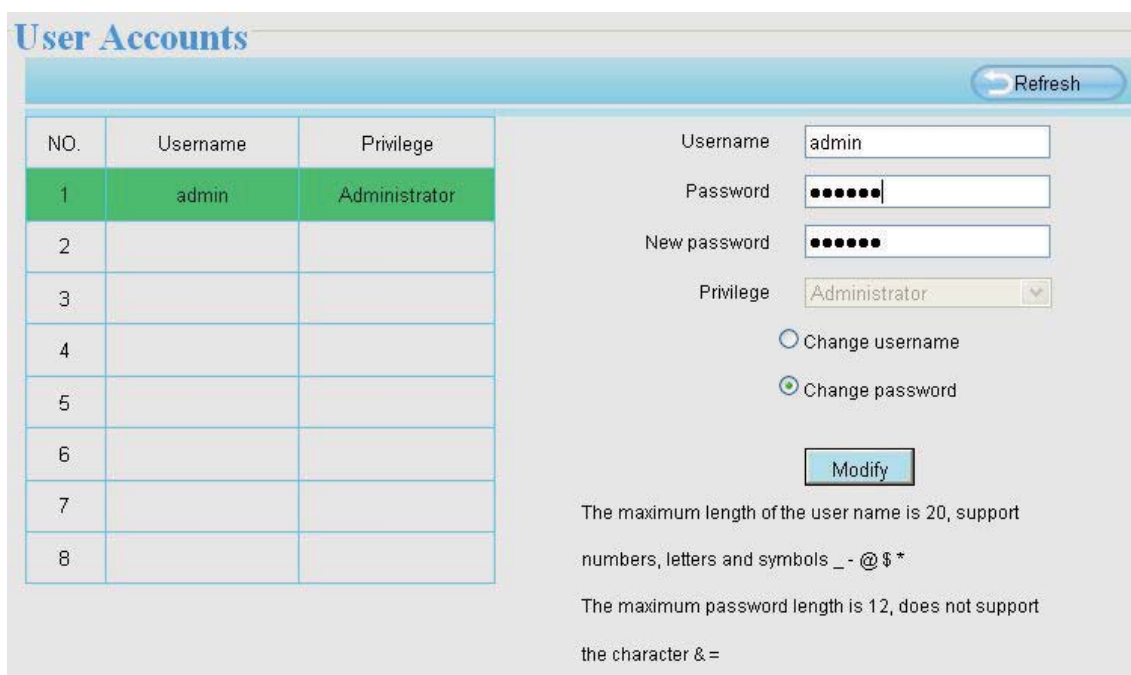 User Accounts
Refresh
NO. Username Privilege
1 admin Administrator
2
3
4
5
6
7
8
Username admin
Password ●●●●●●
New password ●●●●●●
Privilege Administrator
Change username
Change password
Modify
The maximum length of the user name is 20, support
numbers, letters and symbols _ - @ $ *
The maximum password length is 12, does not support
the character & =